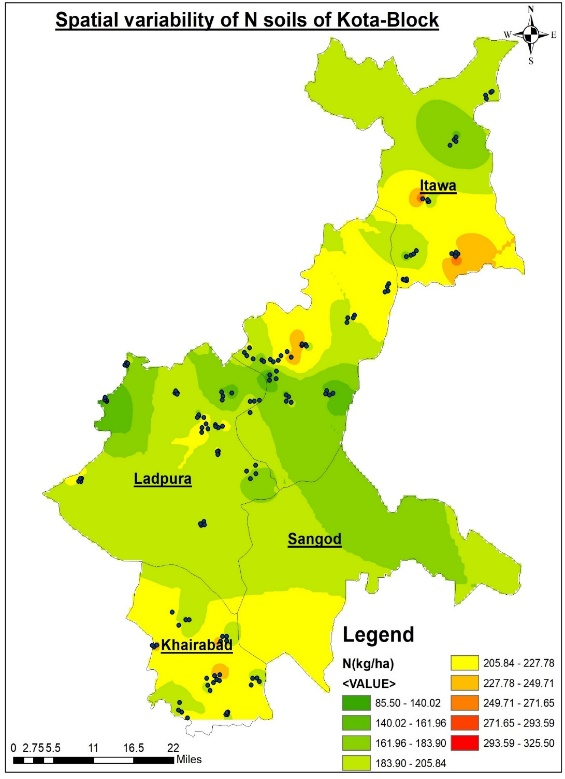 Spatial variability of N soils of Kota-Block
N
W E
S
Itawa
Ladpura
Sangod
Khairabad
Legend
N(kg/ha)
<VALUE>
85.50 - 140.02
140.02 - 161.96
161.96 - 183.90
183.90 - 205.84
205.84 - 227.78
227.78 - 249.71
249.71 - 271.65
271.65 - 293.59
293.59 - 325.50
0 2.75 5.5 11 16.5 22
Miles